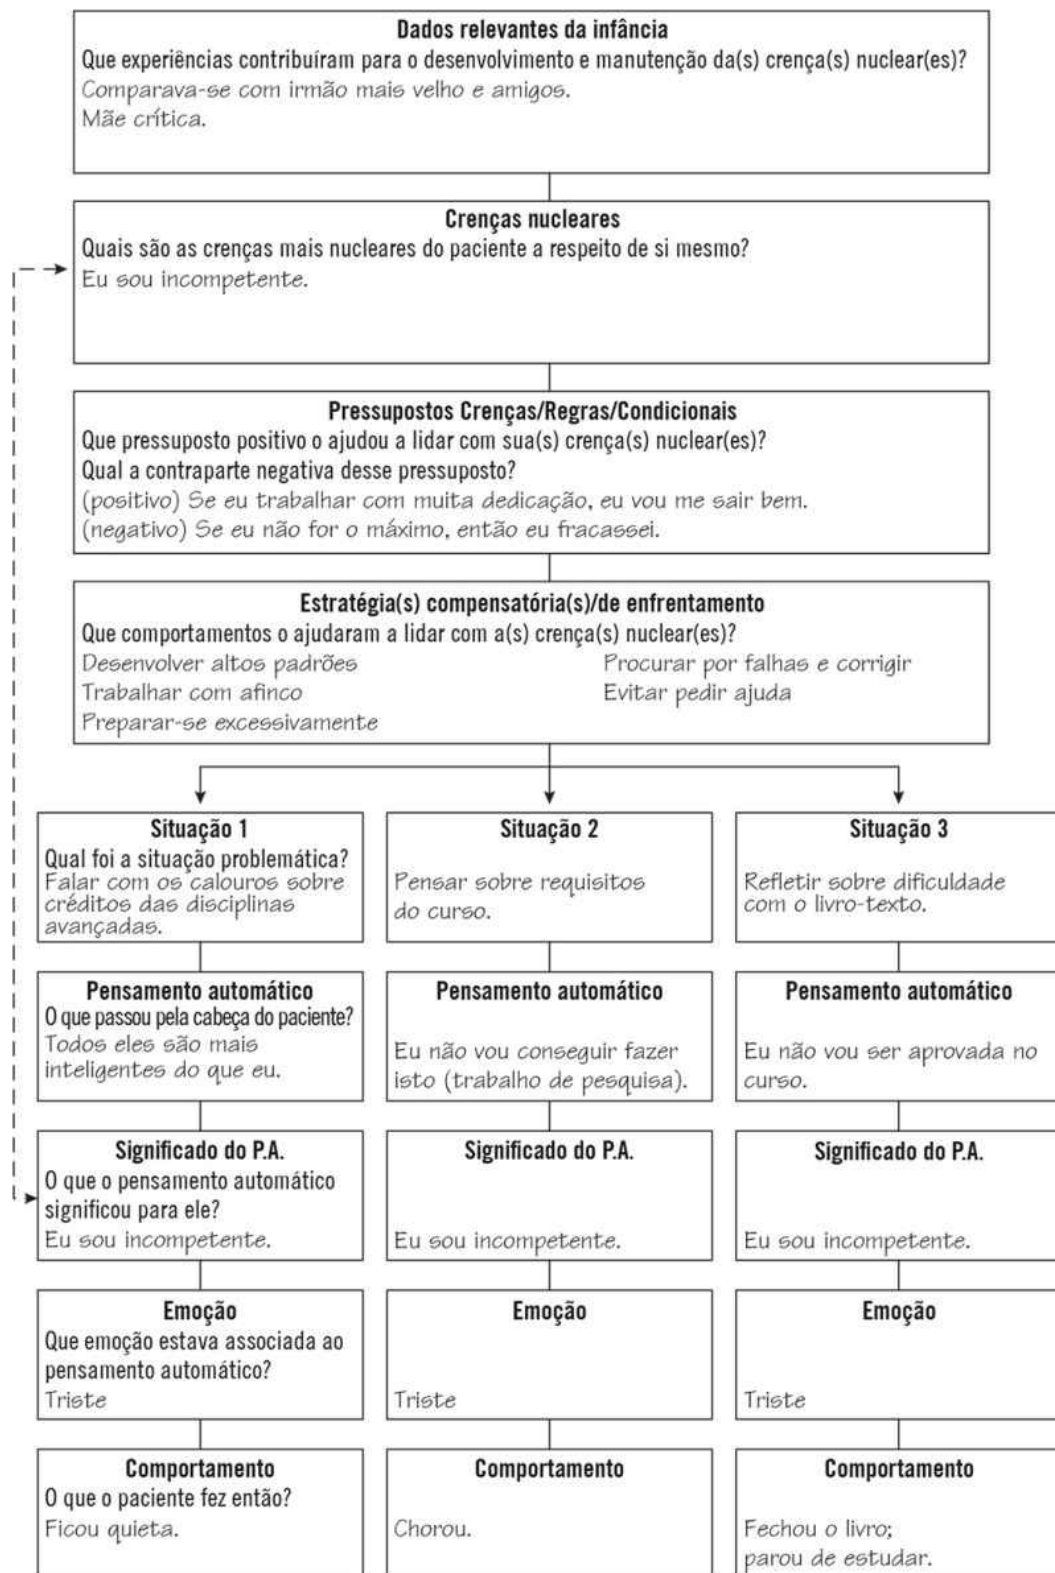 Dados relevantes da infância
Que experiências contribuíram para o desenvolvimento e manutenção da(s) crença(s) nuclear(es)?
Comparava-se com irmão mais velho e amigos.
Mãe crítica.
Crenças nucleares
Quais são as crenças mais nucleares do paciente a respeito de si mesmo?
Eu sou incompetente.
Pressupostos Crenças/Regras/Condicionais
Que pressuposto positivo o ajudou a lidar com sua(s) crença(s) nuclear(es)?
Qual a contraparte negativa desse pressuposto?
(positivo) Se eu trabalhar com muita dedicação, eu vou me sair bem.
(negativo) Se eu não for o máximo, então eu fracassei.
Estratégia(s) compensatória(s)/de enfrentamento
Que comportamentos o ajudaram a lidar com a(s) crença(s) nuclear(es)?
Desenvolver altos padrões
Trabalhar com afinco
Preparar-se excessivamente
Procurar por falhas e corrigir
Evitar pedir ajuda
Situação 1
Qual foi a situação problemática?
Falar com os calouros sobre
créditos das disciplinas
avançadas.
Situação 2
Pensar sobre requisitos
do curso.
Situação 3
Refletir sobre dificuldade
com o livro-texto.
Pensamento automático
O que passou pela cabeça do paciente?
Todos eles são mais
inteligentes do que eu.
Pensamento automático
Eu não vou conseguir fazer
isto (trabalho de pesquisa).
Pensamento automático
Eu não vou ser aprovada no
curso.
Significado do P.A.
O que o pensamento automático
significou para ele?
Eu sou incompetente.
Significado do P.A.
Eu sou incompetente.
Significado do P.A.
Eu sou incompetente.
Emoção
Que emoção estava associada ao
pensamento automático?
Triste
Emoção
Triste
Emoção
Triste
Comportamento
O que o paciente fez então?
Ficou quieta.
Comportamento
Chorou.
Comportamento
Fechou o livro;
parou de estudar.